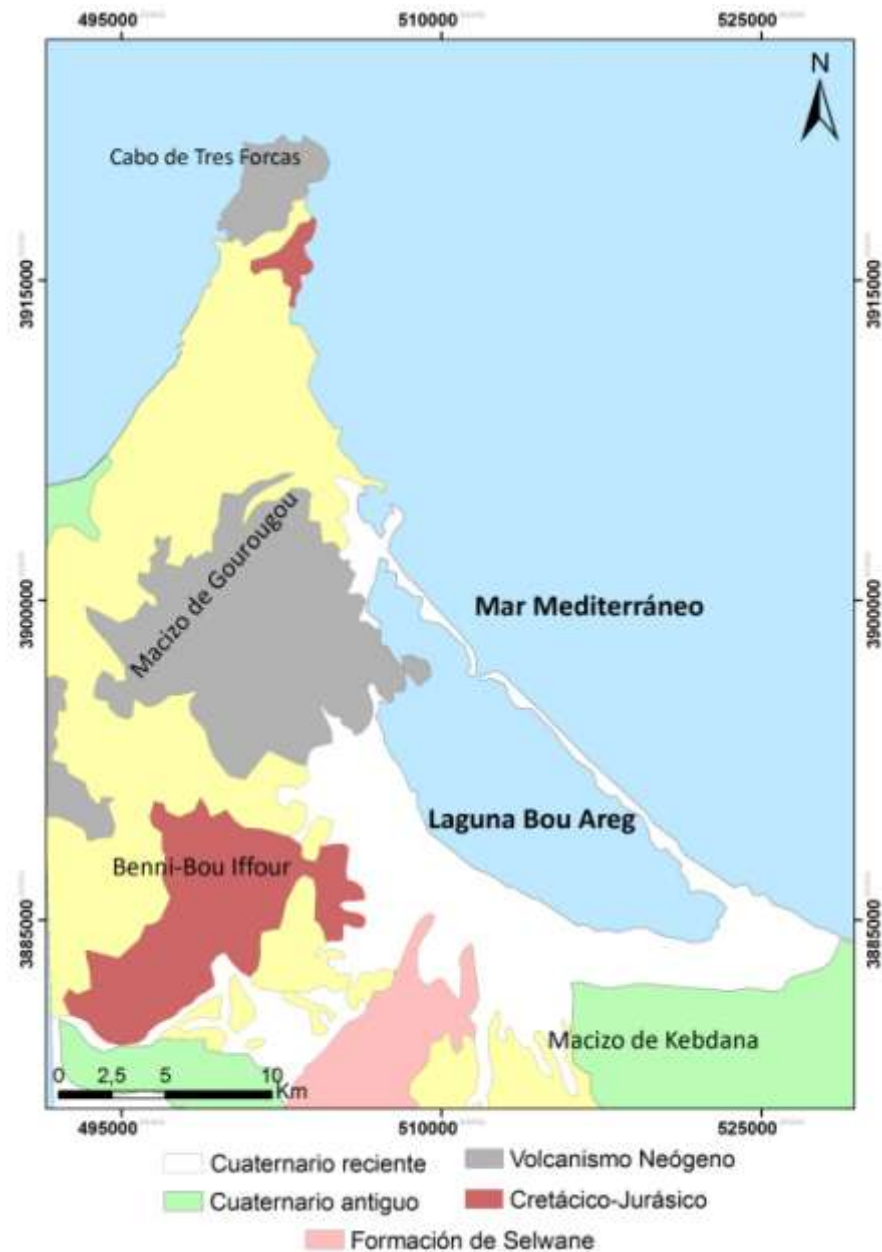 495000 510000 525000
N
Cabo de Tres Forcas
3915000 3915000
Macizo de Gourougou
3900000 3900000
Mar Mediterráneo
Laguna Bou Areg
Benni-Bou Iffour
3885000 3885000
Macizo de Kebdana
0 2,5 5 10
Km
495000 510000 525000
Cuaternario reciente Volcanismo Neógeno
Cuaternario antiguo Cretácico-Jurásico
Formación de Selwane